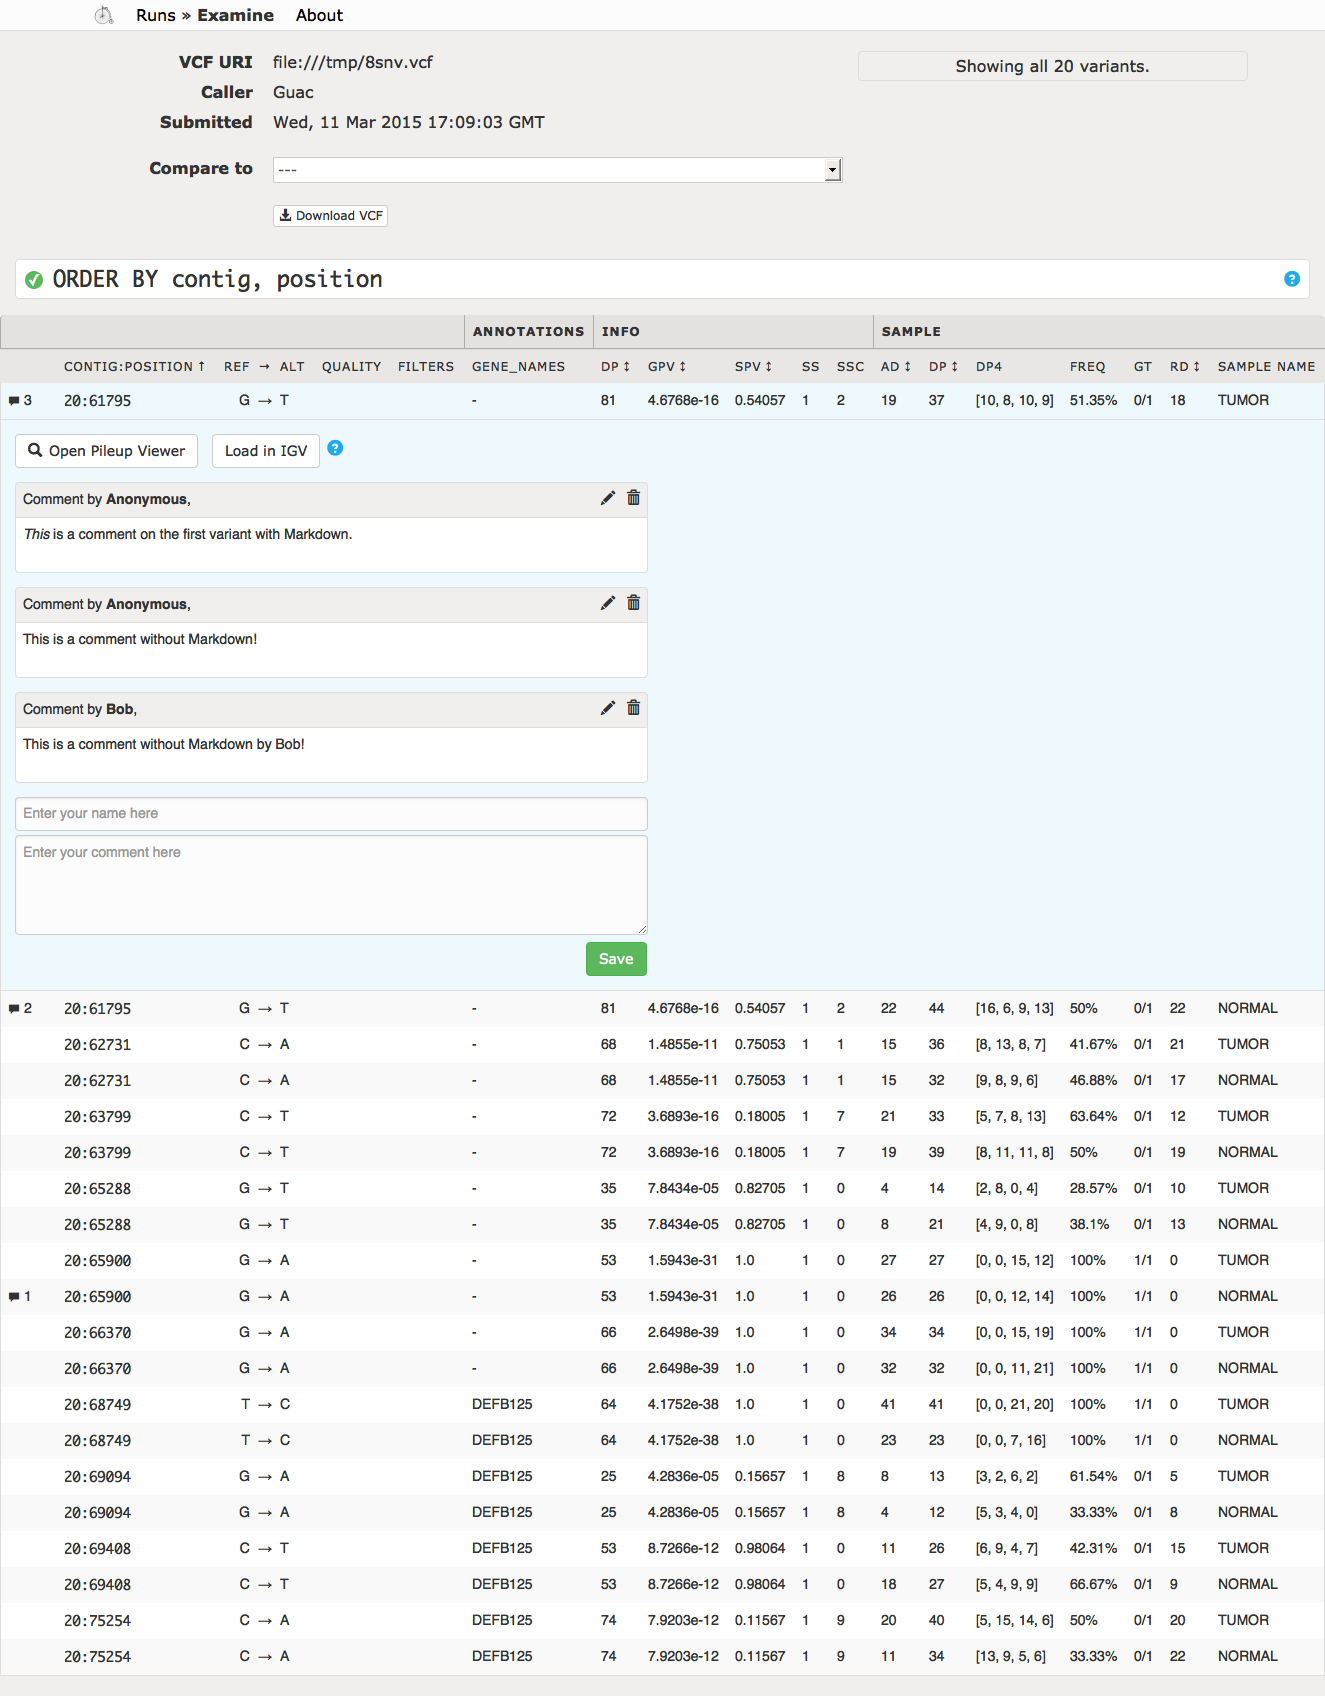 Runs » Examine About
VCF URI file:///tmp/8snv.vcf
Showing all 20 variants.
Caller Guac
Submitted Wed, 11 Mar 2015 17:09:03 GMT
Compare to ---
Download VCF
ORDER BY contig, position
ANNOTATIONS INFO SAMPLE
CONTIG:POSITION ↑ REF → ALT QUALITY FILTERS GENE_NAMES DP ↕ GPV ↕ SPV ↕ SS SSC AD ↕ DP ↕ DP4 FREQ GT RD ↕ SAMPLE NAME
3 20:61795 G → T - 81 4.6768e-16 0.54057 1 2 19 37 [10, 8, 10, 9] 51.35% 0/1 18 TUMOR
Open Pileup Viewer Load in IGV ?
Comment by Anonymous,
This is a comment on the first variant with Markdown.
Comment by Anonymous,
This is a comment without Markdown!
Comment by Bob,
This is a comment without Markdown by Bob!
Enter your name here
Enter your comment here
Save
2 20:61795 G → T - 81 4.6768e-16 0.54057 1 2 22 44 [16, 6, 9, 13] 50% 0/1 22 NORMAL
20:62731 C → A - 68 1.4855e-11 0.75053 1 1 15 36 [8, 13, 8, 7] 41.67% 0/1 21 TUMOR
20:62731 C → A - 68 1.4855e-11 0.75053 1 1 15 32 [9, 8, 9, 6] 46.88% 0/1 17 NORMAL
20:63799 C → T - 72 3.6893e-16 0.18005 1 7 21 33 [5, 7, 8, 13] 63.64% 0/1 12 TUMOR
20:63799 C → T - 72 3.6893e-16 0.18005 1 7 19 39 [8, 11, 11, 8] 50% 0/1 19 NORMAL
20:65288 G → T - 35 7.8434e-05 0.82705 1 0 4 14 [2, 8, 0, 4] 28.57% 0/1 10 TUMOR
20:65288 G → T - 35 7.8434e-05 0.82705 1 0 8 21 [4, 9, 0, 8] 38.1% 0/1 13 NORMAL
20:65900 G → A - 53 1.5943e-31 1.0 1 0 27 27 [0, 0, 15, 12] 100% 1/1 0 TUMOR
1 20:65900 G → A - 53 1.5943e-31 1.0 1 0 26 26 [0, 0, 12, 14] 100% 1/1 0 NORMAL
20:66370 G → A - 66 2.6498e-39 1.0 1 0 34 34 [0, 0, 15, 19] 100% 1/1 0 TUMOR
20:66370 G → A - 66 2.6498e-39 1.0 1 0 32 32 [0, 0, 11, 21] 100% 1/1 0 NORMAL
20:68749 T → C DEFB125 64 4.1752e-38 1.0 1 0 41 41 [0, 0, 21, 20] 100% 1/1 0 TUMOR
20:68749 T → C DEFB125 64 4.1752e-38 1.0 1 0 23 23 [0, 0, 7, 16] 100% 1/1 0 NORMAL
20:69094 G → A DEFB125 25 4.2836e-05 0.15657 1 8 8 13 [3, 2, 6, 2] 61.54% 0/1 5 TUMOR
20:69094 G → A DEFB125 25 4.2836e-05 0.15657 1 8 4 12 [5, 3, 4, 0] 33.33% 0/1 8 NORMAL
20:69408 C → T DEFB125 53 8.7266e-12 0.98064 1 0 11 26 [6, 9, 4, 7] 42.31% 0/1 15 TUMOR
20:69408 C → T DEFB125 53 8.7266e-12 0.98064 1 0 18 27 [5, 4, 9, 9] 66.67% 0/1 9 NORMAL
20:75254 C → A DEFB125 74 7.9203e-12 0.11567 1 9 20 40 [5, 15, 14, 6] 50% 0/1 20 TUMOR
20:75254 C → A DEFB125 74 7.9203e-12 0.11567 1 9 11 34 [13, 9, 5, 6] 33.33% 0/1 22 NORMAL